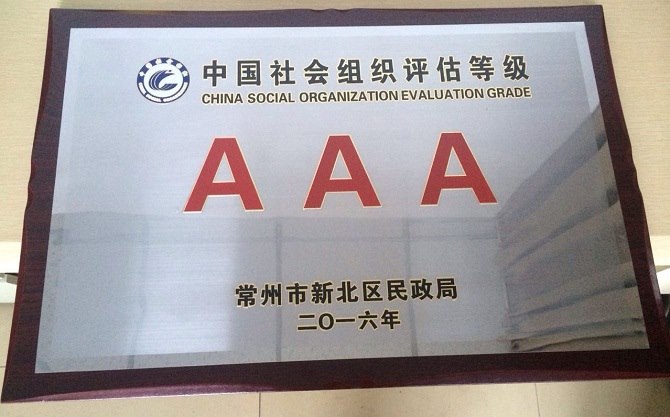 中国社会组织评估等级
CHINA SOCIAL ORGANIZATION EVALUATION GRADE
AAA
常州市新北区民政局
二〇一六年